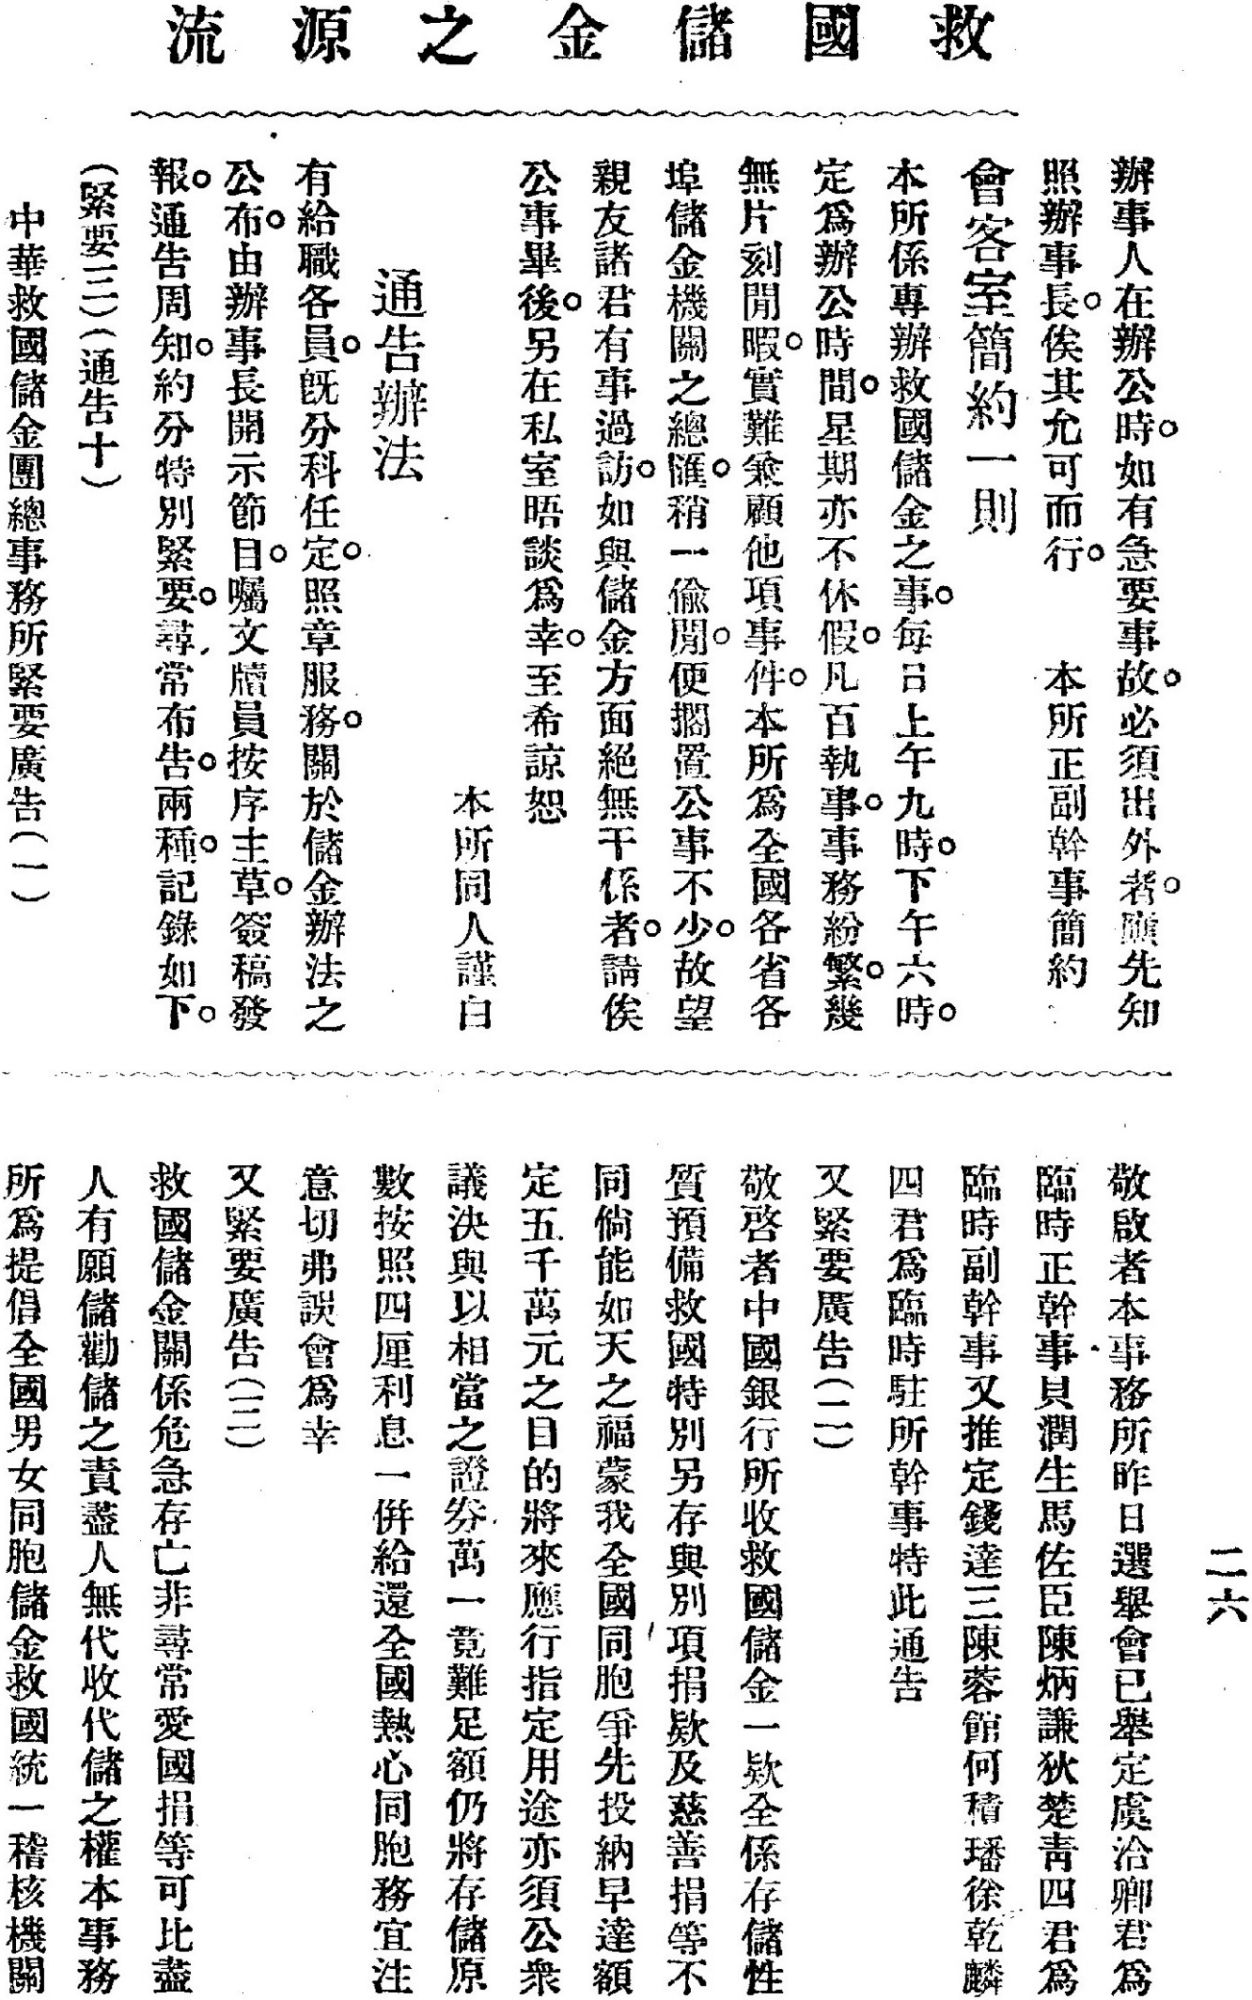 救國儲金之源流
辦事人在辦公時。如有急要事故。必須出外者。應先知
照辦事長。俟其允可而行。　本所正副幹事簡約
會客室簡約一則
本所係專辦救國儲金之事。每日上午九時。下午六時。
定爲辦公時間。星期亦不休假。凡百執事。事務紛繁。幾
無片刻閒暇。實難兼顧他項事件。本所爲全國各省各
埠儲金機關之總匯。稍一偸閒。便擱置公事不少。故望
親友諸君有事過訪。如與儲金方面絕無干係者。請俟
公事畢後。另在私室晤談爲幸。至希諒恕
本所同人謹白
通告辦法
有給職各員。旣分科任定。照章服務。關於儲金辦法之
公布。由辦事長開示節目。囑文牘員按序主草。簽稿發
報。通告周知。約分特別緊要。尋常布告。兩種。記錄如下。
（緊要三）（通告十）
中華救國儲金團總事務所緊要廣告（一）
敬啟者本事務所昨日選舉會已舉定虞洽卿君爲
臨時正幹事貝潤生馬佐臣陳炳謙狄楚靑四君爲
臨時副幹事又推定錢達三陳蓉館何積璠徐乾麟
四君爲臨時駐所幹事特此通告
又緊要廣告（二）
敬啓者中國銀行所收救國儲金一欵全係存儲性
質預備救國特別另存與別項捐欵及慈善捐等不
同倘能如天之福蒙我全國同胞爭先投納早達額
定五千萬元之目的將來應行指定用途亦須公衆
議決與以相當之證券萬一竟難足額仍將存儲原
數按照四厘利息一倂給還全國熱心同胞務宜注
意切弗誤會爲幸
又緊要廣告（三）
救國儲金關係危急存亡非尋常愛國捐等可比盡
人有願儲勸儲之責盡人無代收代儲之權本事務
所爲提倡全國男女同胞儲金救國統一稽核機關
二六